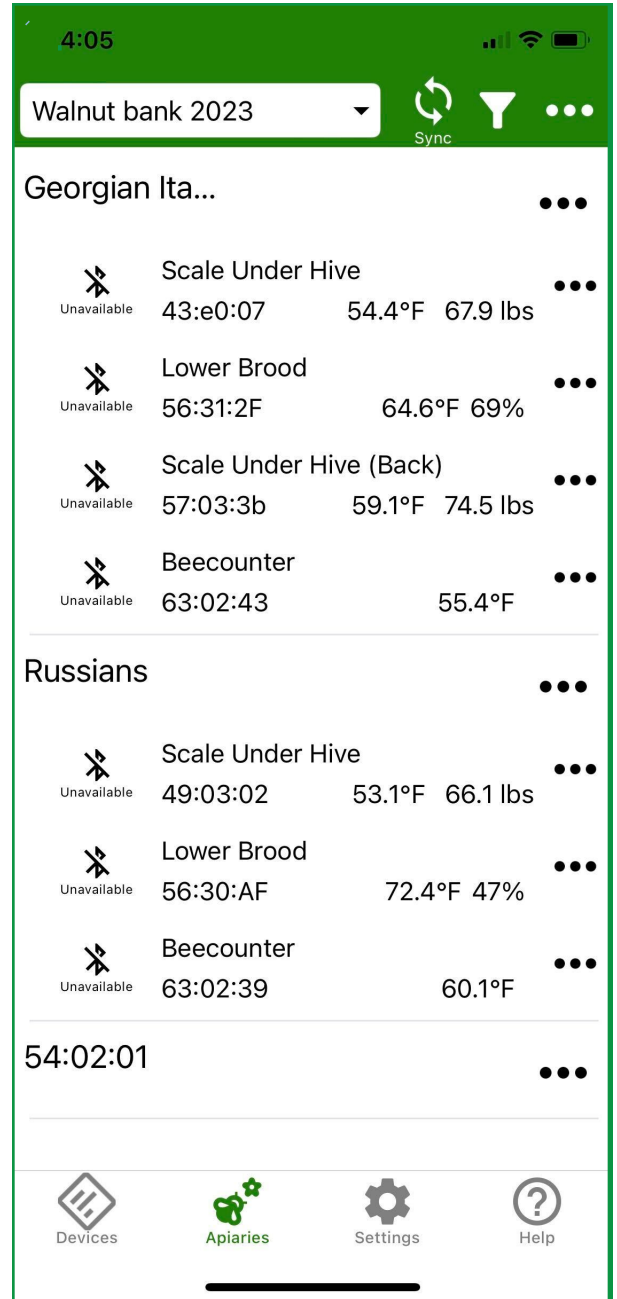 4:05
Walnut bank 2023
Sync
Georgian Ita...
Scale Under Hive
Unavailable 43:e0:07 54.4°F 67.9 lbs
Lower Brood
Unavailable 56:31:2F 64.6°F 69%
Scale Under Hive (Back)
Unavailable 57:03:3b 59.1°F 74.5 lbs
Beecounter
Unavailable 63:02:43 55.4°F
Russians
Scale Under Hive
Unavailable 49:03:02 53.1°F 66.1 lbs
Lower Brood
Unavailable 56:30:AF 72.4°F 47%
Beecounter
Unavailable 63:02:39 60.1°F
54:02:01
Devices Apiaries Settings Help